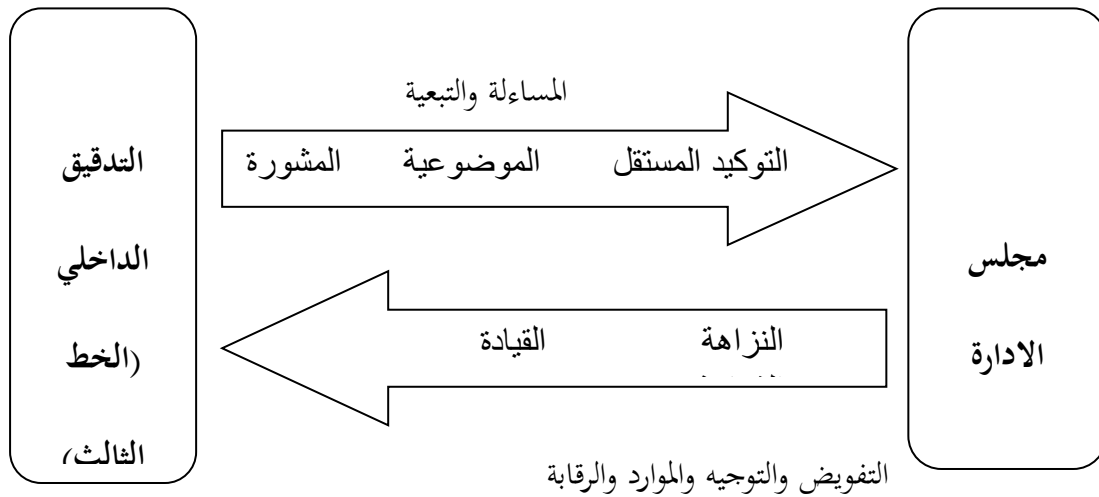 المساءلة والتبعية
التوكيد المستقل الموضوعية المشورة
التدقيق
الداخلي
(الخط
الثالث)
مجلس
الادارة
النزاهة القيادة
التفويض والتوجيه والموارد والرقابة